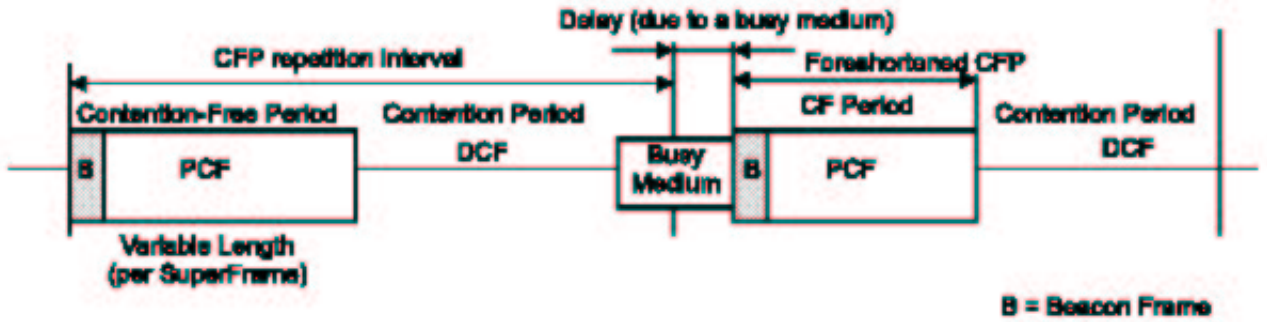 Delay (due to a busy medium)
CFP repetition interval
Foreshortened CFP
Contention-Free Period
Contention Period
CF Period
Contention Period
DCF
DCF
B
PCF
Busy
Medium
B
PCF
Variable Length
(per SuperFrame)
B = Beacon Frame